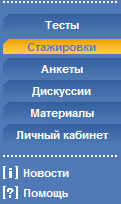 Тесты
Стажировки
Анкеты
Дискуссии
Материалы
Личный кабинет
[i] Новости
[?] Помощь